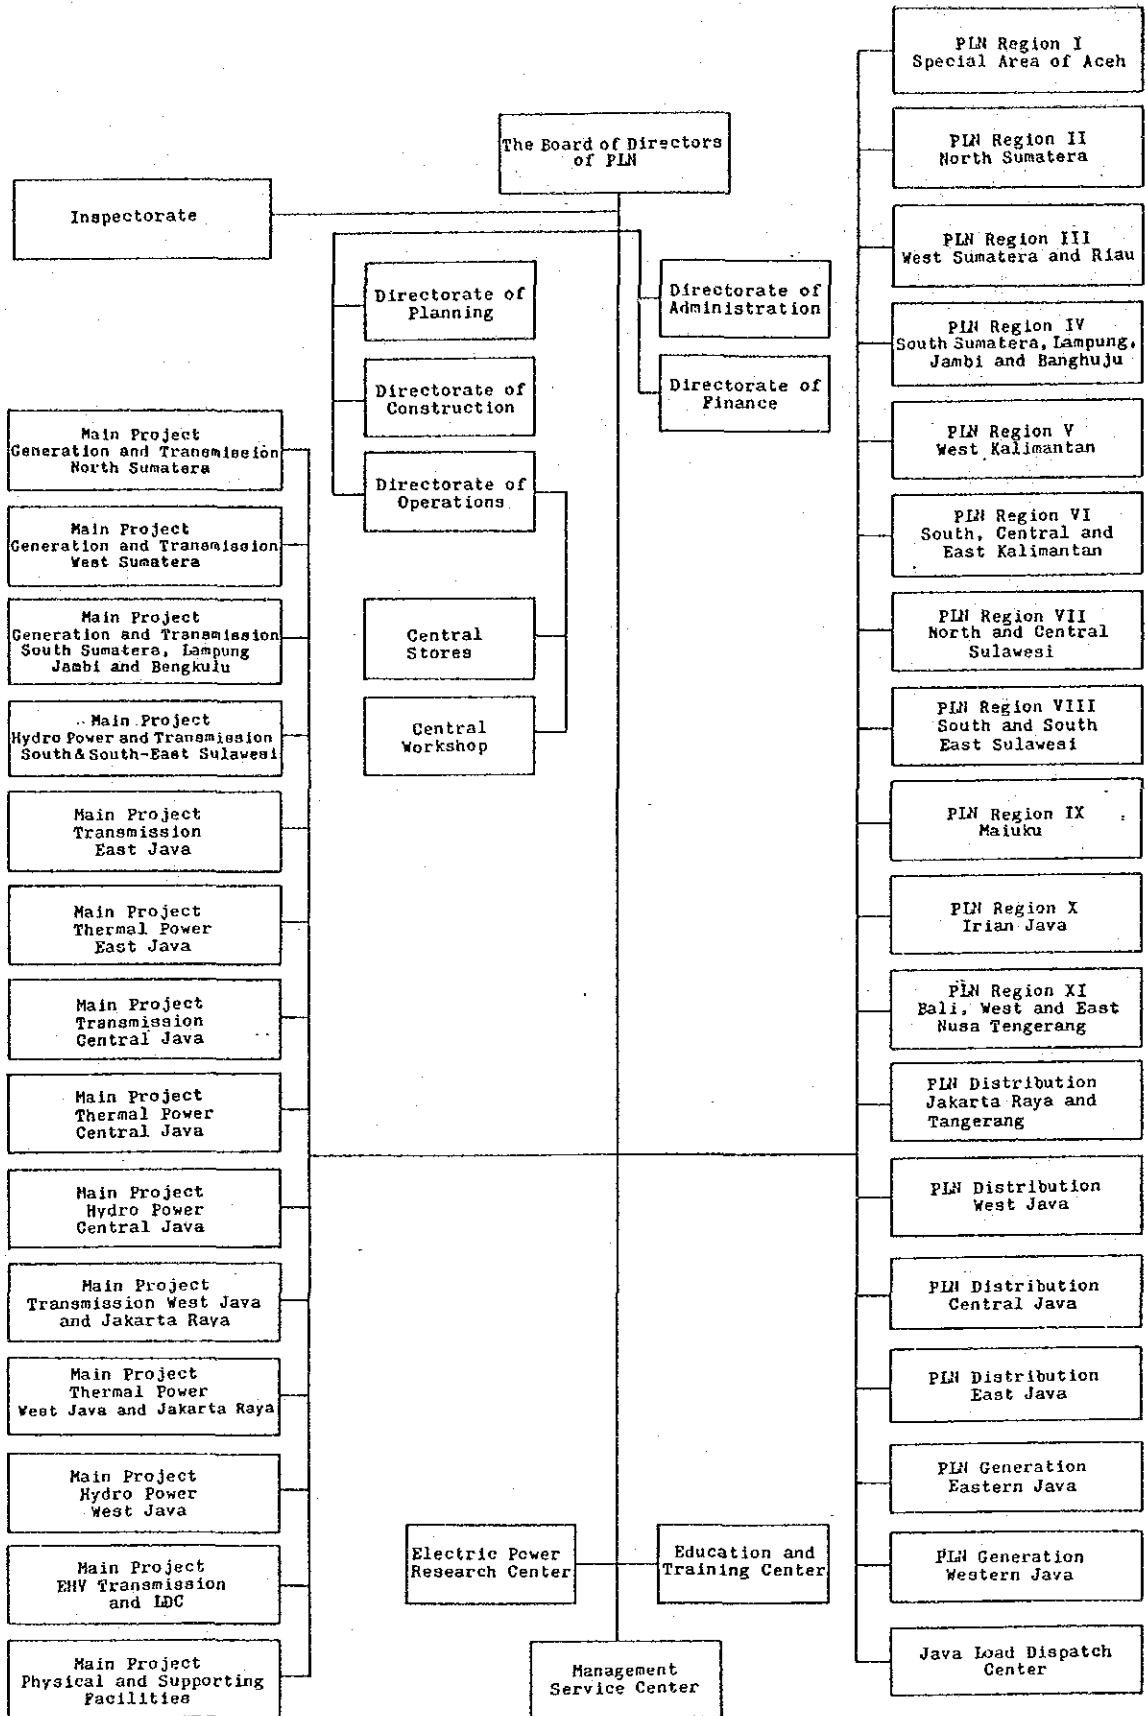 The Board of Directors
of PLN
Inspectorate
Directorate of
Planning
Directorate of
Construction
Directorate of
Operations
Central
Stores
Central
Workshop
Directorate of
Administration
Directorate of
Finance
Main Project
Generation and Transmission
North Sumatera
Main Project
Generation and Transmission
West Sumatera
Main Project
Generation and Transmission
South Sumatera, Lampung
Jambi and Bengkulu
Main Project
Hydro Power and Transmission
South & South-East Sulawesi
Main Project
Transmission
East Java
Main Project
Thermal Power
East Java
Main Project
Transmission
Central Java
Main Project
Thermal Power
Central Java
Main Project
Hydro Power
Central Java
Main Project
Transmission West Java
and Jakarta Raya
Main Project
Thermal Power
West Java and Jakarta Raya
Main Project
Hydro Power
West Java
Main Project
EHV Transmission
and LDC
Main Project
Physical and Supporting
Facilities
Electric Power
Research Center
Education and
Training Center
Management
Service Center
PLN Region I
Special Area of Aceh
PLN Region II
North Sumatera
PLN Region III
West Sumatera and Riau
PLN Region IV
South Sumatera, Lampung,
Jambi and Banghuju
PLN Region V
West Kalimantan
PLN Region VI
South, Central and
East Kalimantan
PLN Region VII
North and Central
Sulawesi
PLN Region VIII
South and South
East Sulawesi
PLN Region IX
Maiuku
PLN Region X
Irian Java
PLN Region XI
Bali, West and East
Nusa Tengerang
PLN Distribution
Jakarta Raya and
Tangerang
PLN Distribution
West Java
PLN Distribution
Central Java
PLN Distribution
East Java
PLN Generation
Eastern Java
PLN Generation
Western Java
Java Load Dispatch
Center